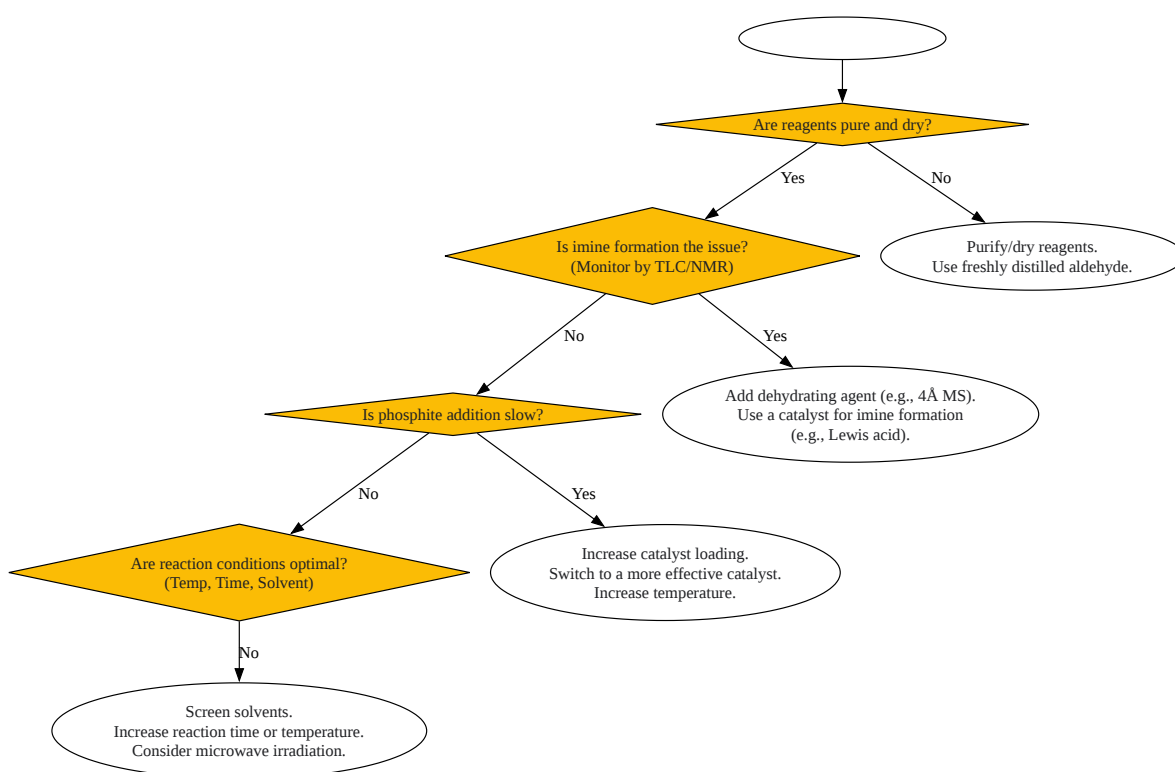 Are reagents pure and dry?
Yes
No
Is imine formation the issue?
(Monitor by TLC/NMR)
Purify/dry reagents.
Use freshly distilled aldehyde.
No
Yes
Is phosphite addition slow?
Add dehydrating agent (e.g., 4Å MS).
Use a catalyst for imine formation
(e.g., Lewis acid).
No
Yes
Are reaction conditions optimal?
(Temp, Time, Solvent)
Increase catalyst loading.
Switch to a more effective catalyst.
Increase temperature.
No
Screen solvents.
Increase reaction time or temperature.
Consider microwave irradiation.